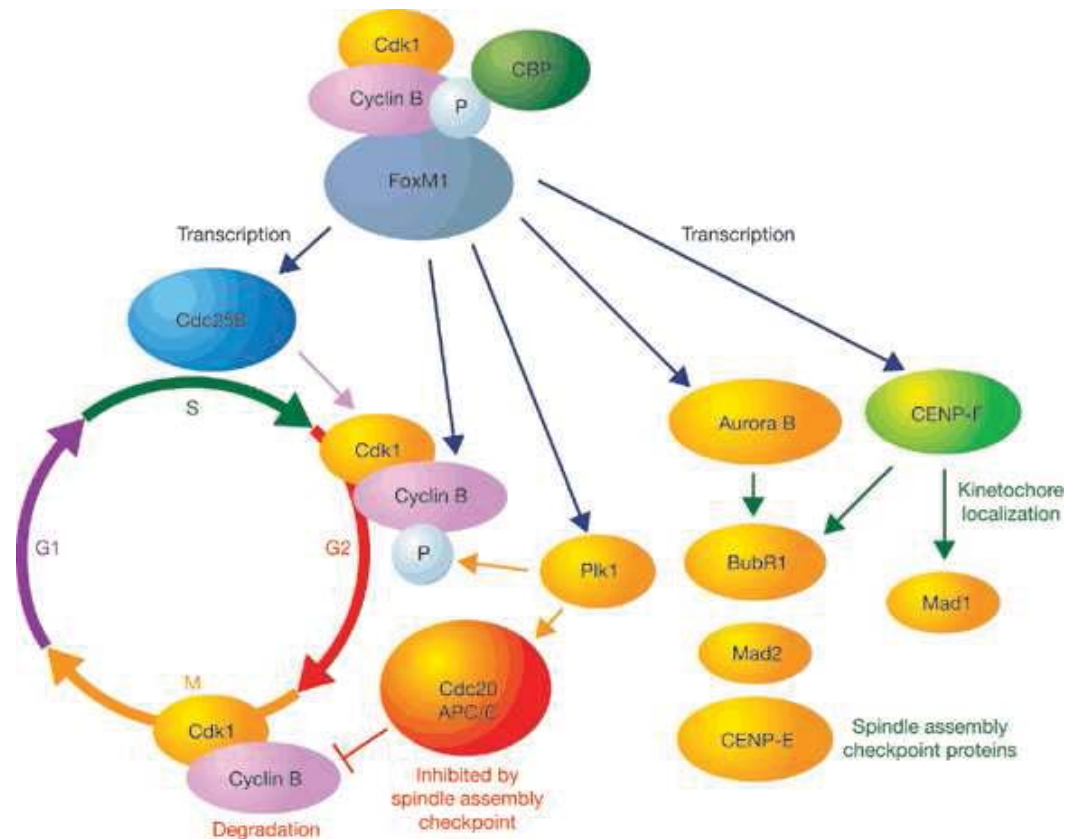 Cdk1
CBP
Cyclin B
P
FoxM1
Transcription
Transcription
Cdc25B
S
Aurora B
CENP-F
Cdk1
Cyclin B
Kinetochore
localization
G1
G2
P
Plk1
BubR1
Mad1
Mad2
M
Cdc20
APC/C
Cdk1
CENP-E
Spindle assembly
checkpoint proteins
Cyclin B
Inhibited by
spindle assembly
checkpoint
Degradation